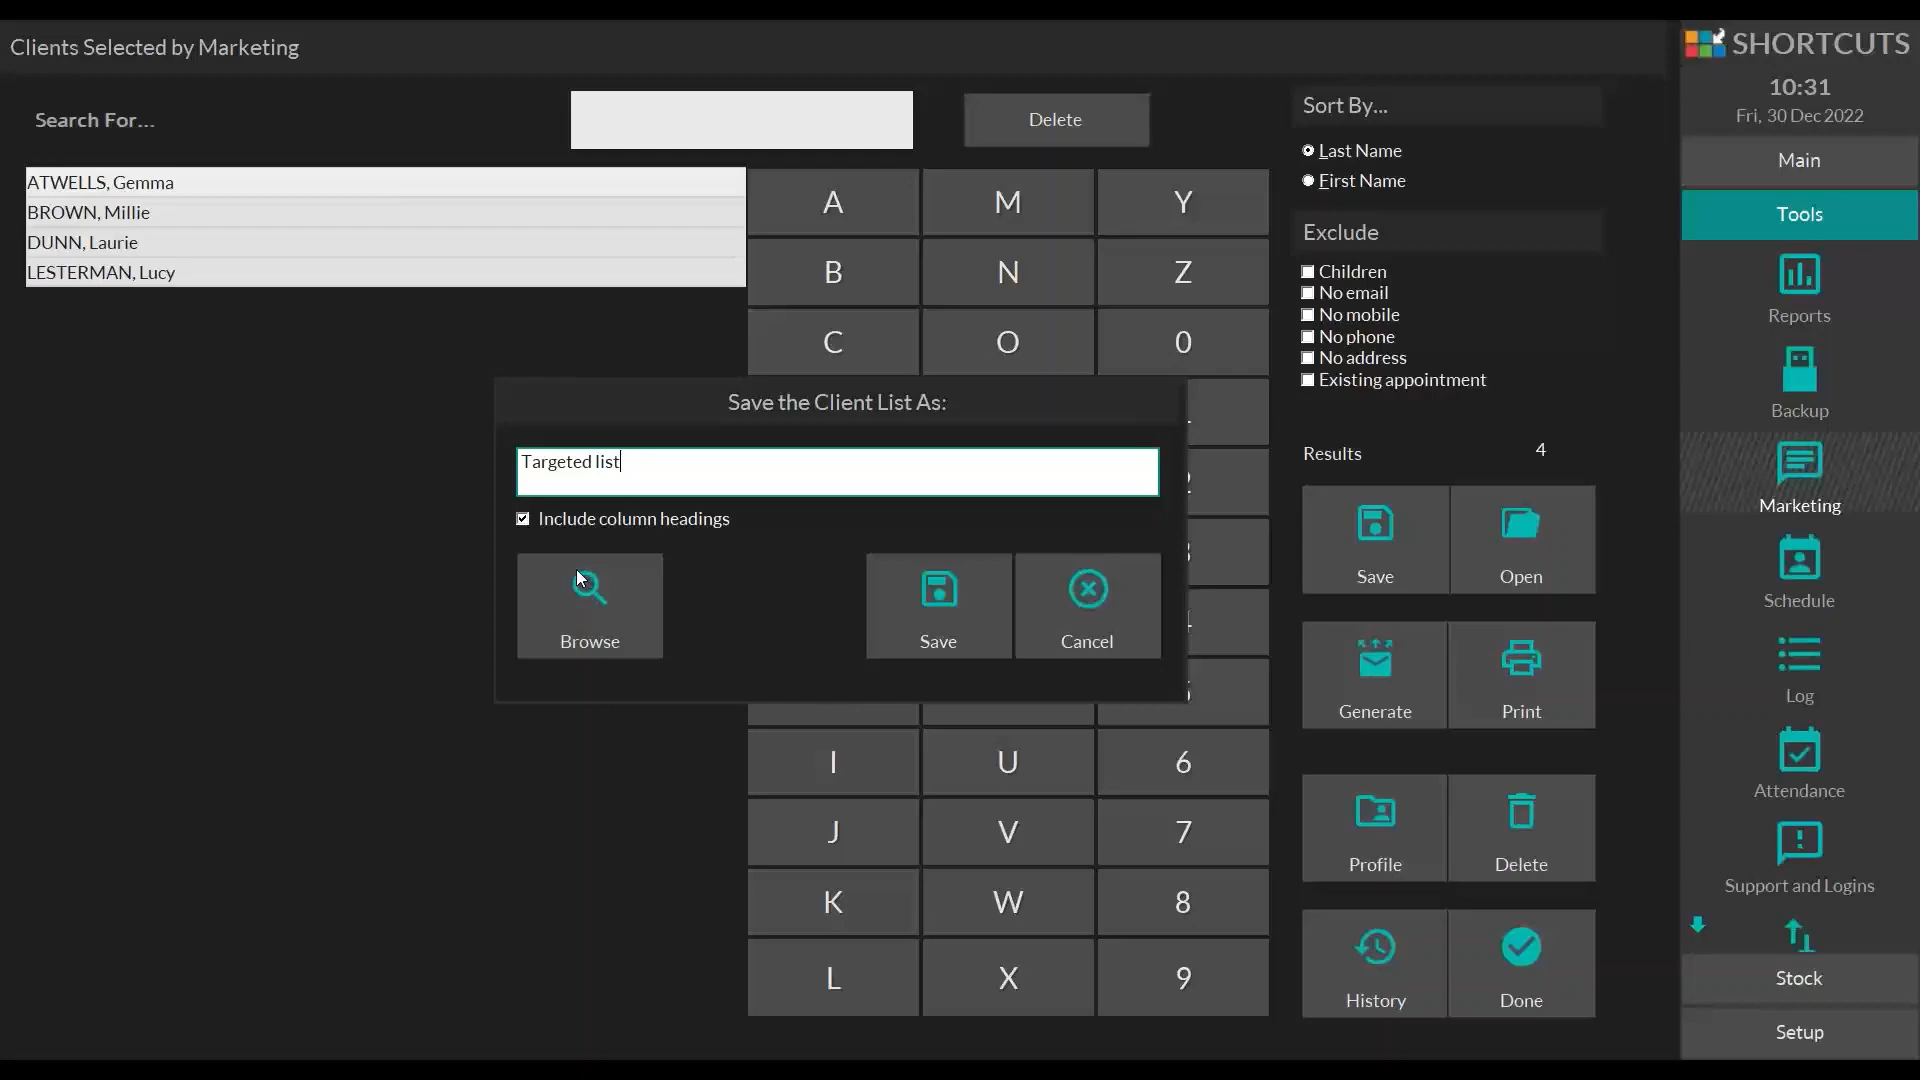 Clients Selected by Marketing
Search For...
Delete
ATWELLS, Gemma
BROWN, Millie
DUNN, Laurie
LESTERMAN, Lucy
A
M
Y
B
N
Z
C
O
0
I
U
6
J
V
7
K
W
8
L
X
9
Save the Client List As:
Targeted list
Include column headings
Browse
Save
Cancel
Sort By...
Last Name
First Name
Exclude
Children
No email
No mobile
No phone
No address
Existing appointment
Results 4
Save
Open
Generate
Print
Profile
Delete
History
Done
SHORTCUTS
10:31
Fri, 30 Dec 2022
Main
Tools
Reports
Backup
Marketing
Schedule
Log
Attendance
Support and Logins
Stock
Setup